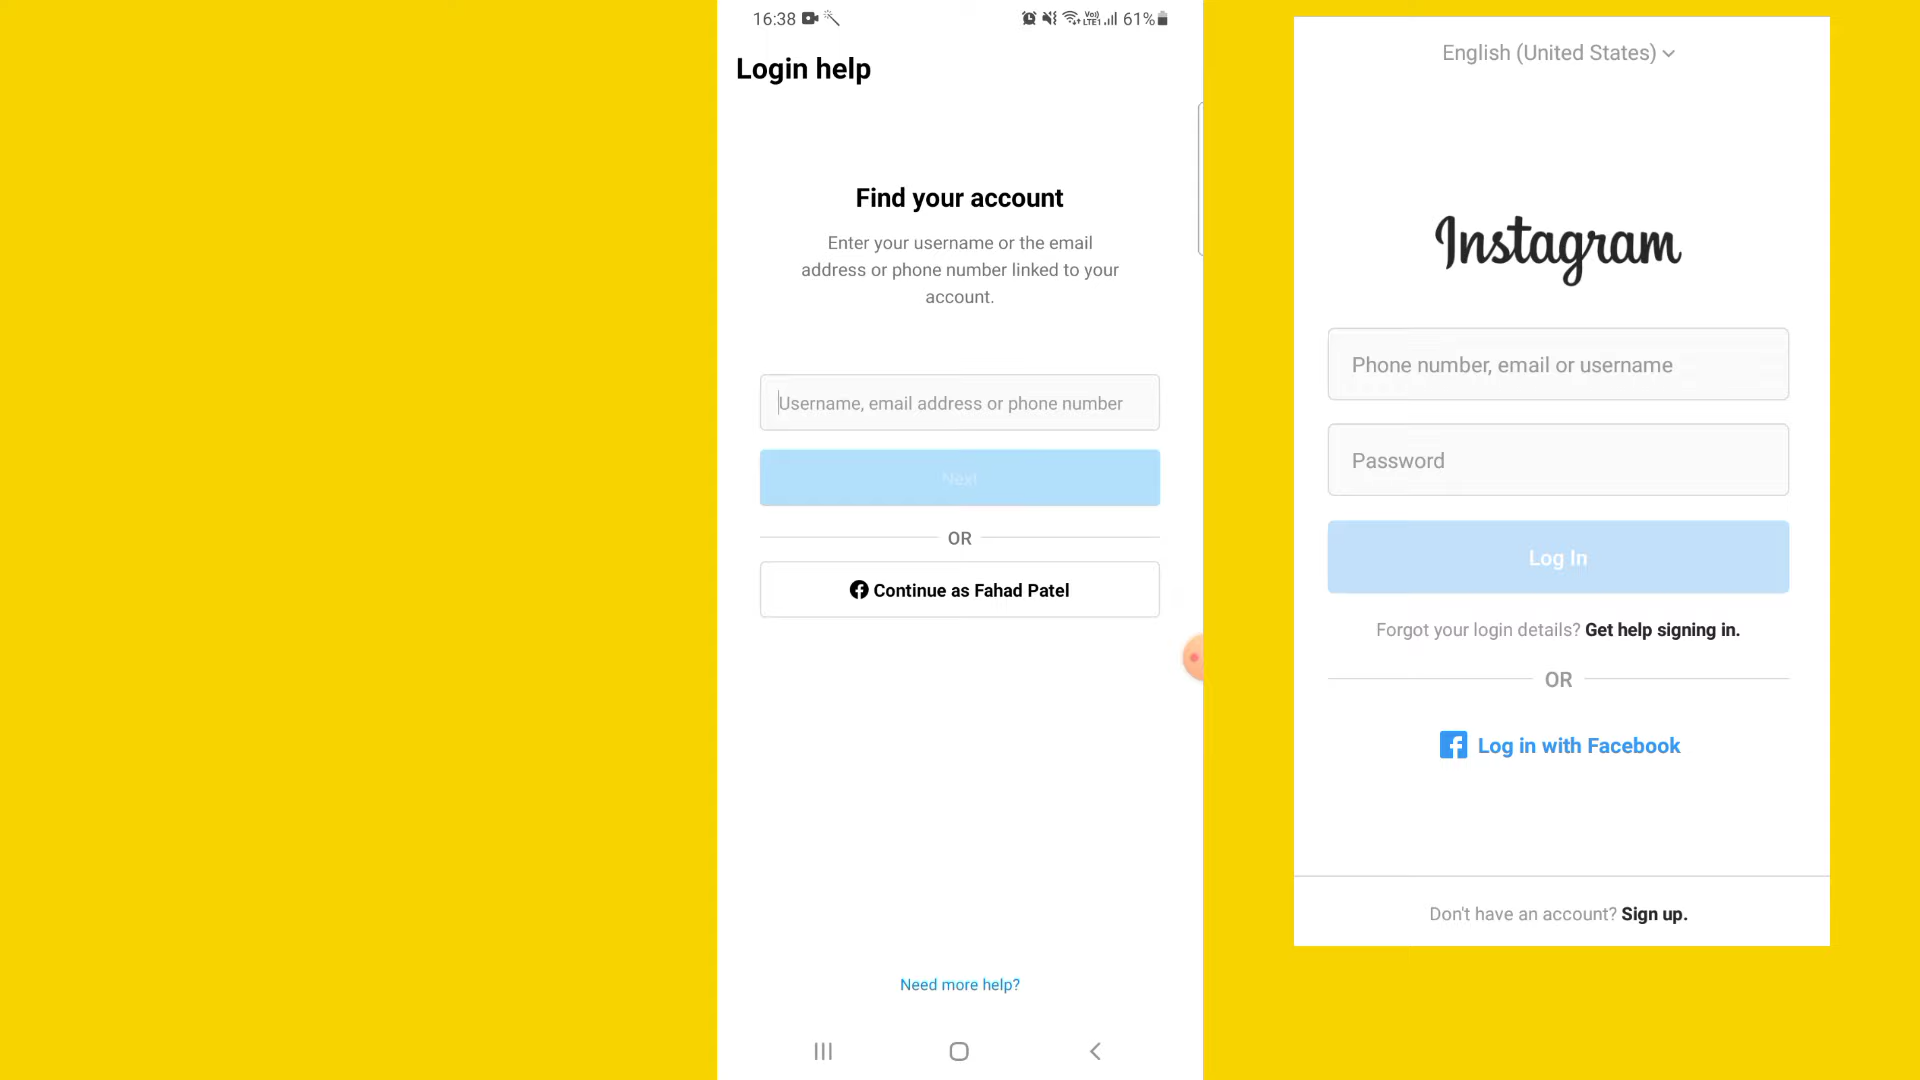 16:38
Vo) LTE1 61%
Login help
Find your account
Enter your username or the email
address or phone number linked to your
account.
Username, email address or phone number
Next
OR
Continue as Fahad Patel
Need more help?
English (United States)
Instagram
Phone number, email or username
Password
Log In
Forgot your login details? Get help signing in.
OR
Log in with Facebook
Don't have an account? Sign up.